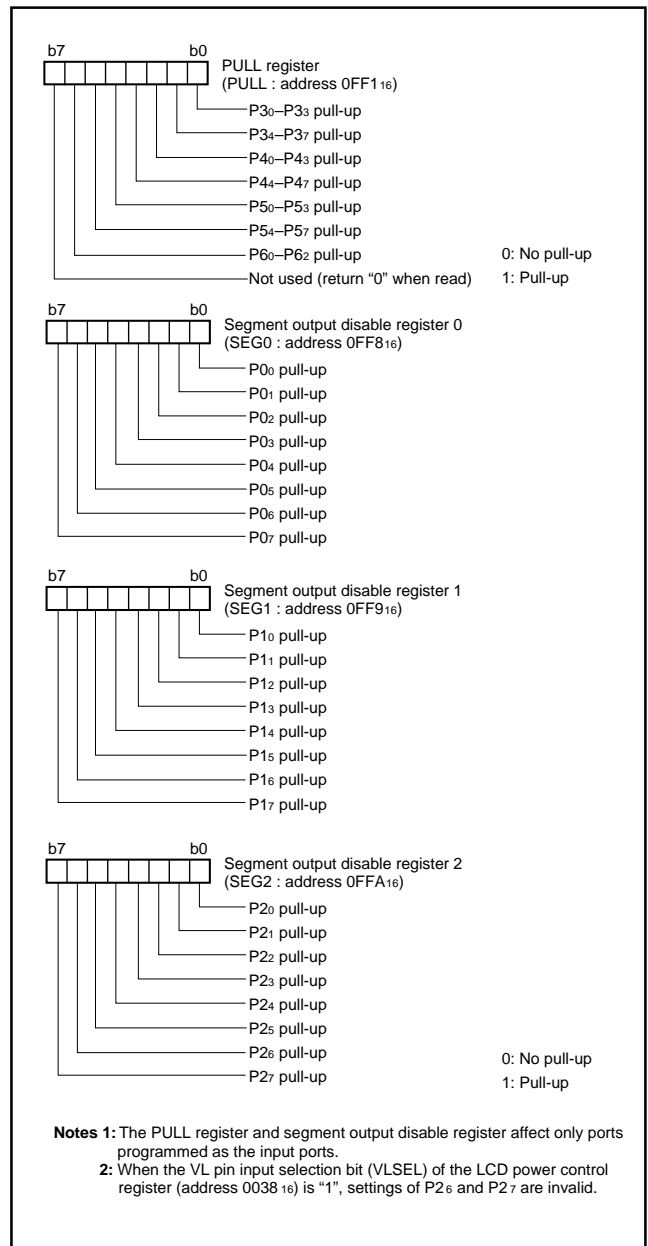 b7 b0
PULL register
(PULL : address 0FF116)
P30–P33 pull-up
P34–P37 pull-up
P40–P43 pull-up
P44–P47 pull-up
P50–P53 pull-up
P54–P57 pull-up
P60–P62 pull-up
Not used (return “0” when read)
0: No pull-up
1: Pull-up
b7 b0
Segment output disable register 0
(SEG0 : address 0FF816)
P00 pull-up
P01 pull-up
P02 pull-up
P03 pull-up
P04 pull-up
P05 pull-up
P06 pull-up
P07 pull-up
b7 b0
Segment output disable register 1
(SEG1 : address 0FF916)
P10 pull-up
P11 pull-up
P12 pull-up
P13 pull-up
P14 pull-up
P15 pull-up
P16 pull-up
P17 pull-up
b7 b0
Segment output disable register 2
(SEG2 : address 0FFA16)
P20 pull-up
P21 pull-up
P22 pull-up
P23 pull-up
P24 pull-up
P25 pull-up
P26 pull-up
P27 pull-up
0: No pull-up
1: Pull-up
Notes 1: The PULL register and segment output disable register affect only ports
programmed as the input ports.
2: When the VL pin input selection bit (VLSEL) of the LCD power control
register (address 0038 16) is “1”, settings of P2 6 and P2 7 are invalid.